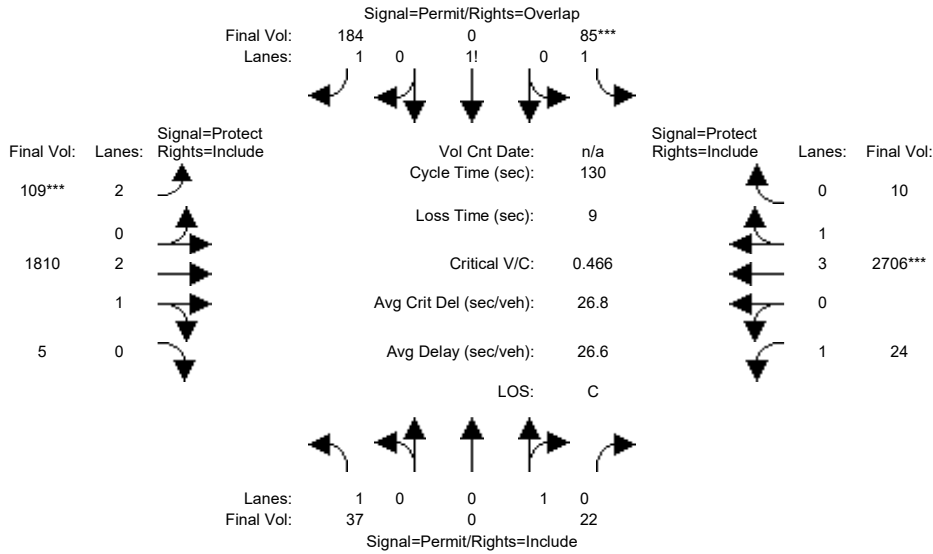 Signal=Permit/Rights=Overlap
Final Vol: 184 0 85***
Lanes: 1 0 1! 0 1
Signal=Protect
Final Vol: Lanes: Rights=Include
Vol Cnt Date: n/a
Signal=Protect
Rights=Include Lanes: Final Vol:
Cycle Time (sec): 130
109*** 2
0 10
Loss Time (sec): 9
0
1
1810 2
Critical V/C: 0.466
3 2706***
1
Avg Crit Del (sec/veh): 26.8
0
5 0
Avg Delay (sec/veh): 26.6
1 24
LOS: C
Lanes: 1 0 0 1 0
Final Vol: 37 0 22
Signal=Permit/Rights=Include